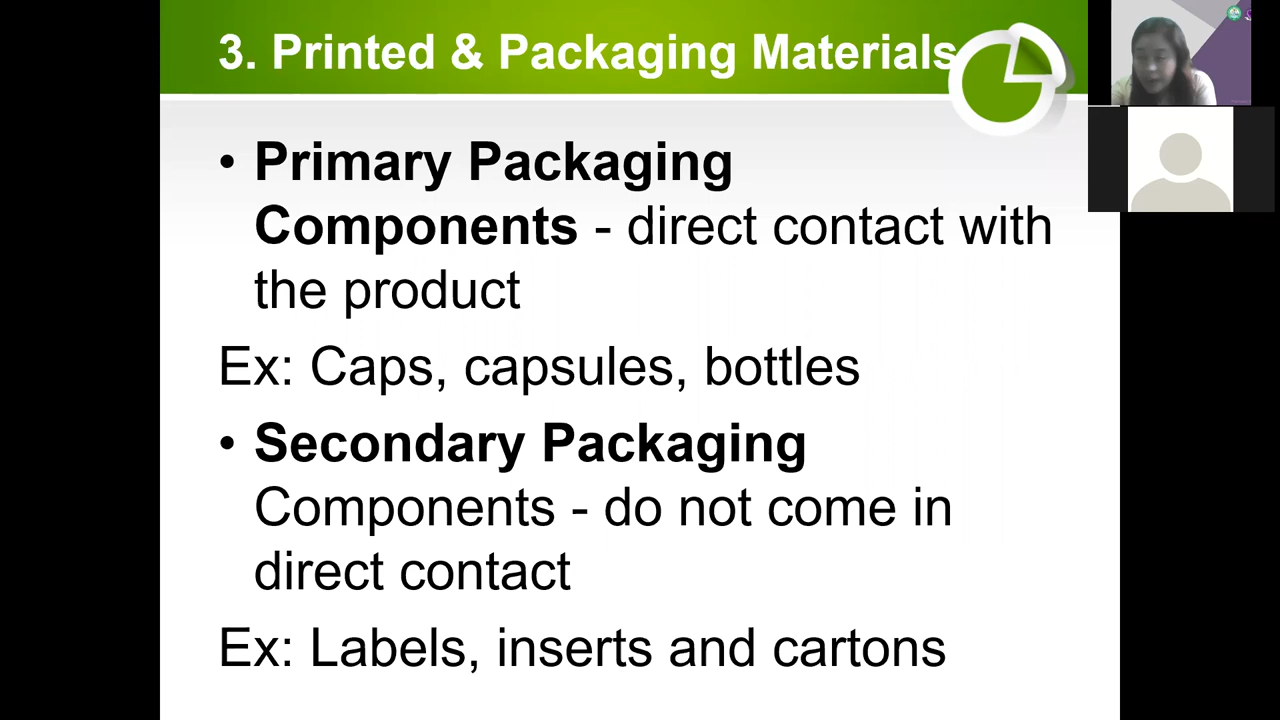 3. Printed & Packaging Materials
• Primary Packaging
Components - direct contact with
the product
Ex: Caps, capsules, bottles
• Secondary Packaging
Components - do not come in
direct contact
Ex: Labels, inserts and cartons